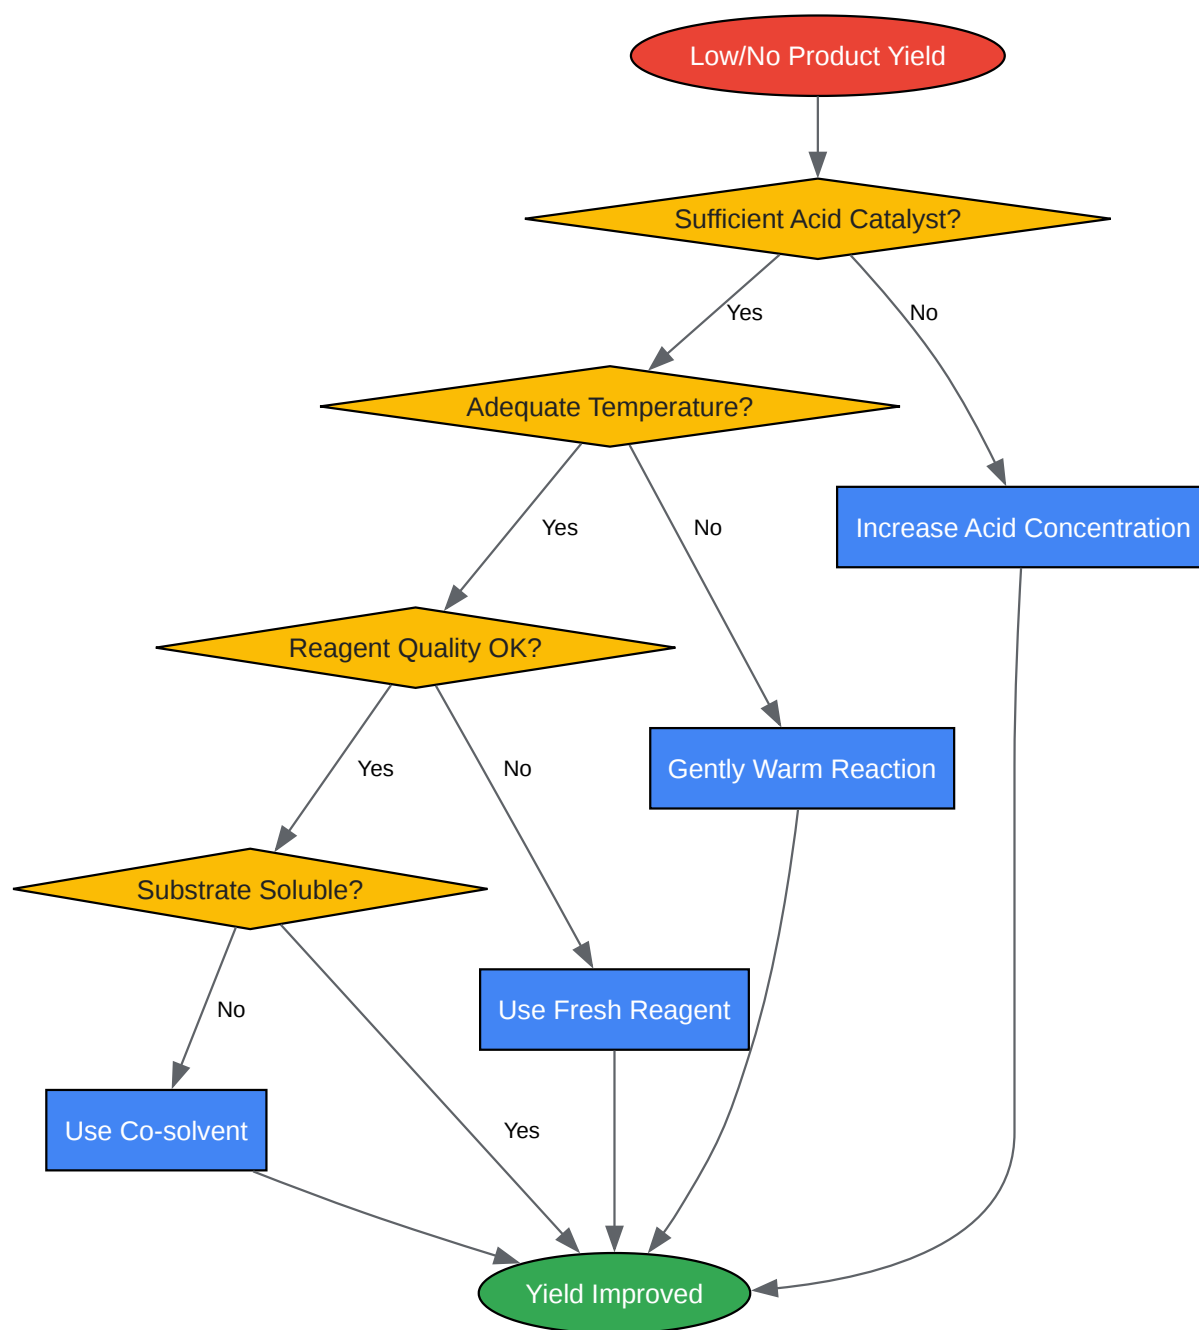 Low/No Product Yield
Sufficient Acid Catalyst?
Yes
No
Adequate Temperature?
Yes
No
Increase Acid Concentration
Reagent Quality OK?
Yes
No
Gently Warm Reaction
Substrate Soluble?
No
Use Fresh Reagent
Use Co-solvent
Yes
Yield Improved